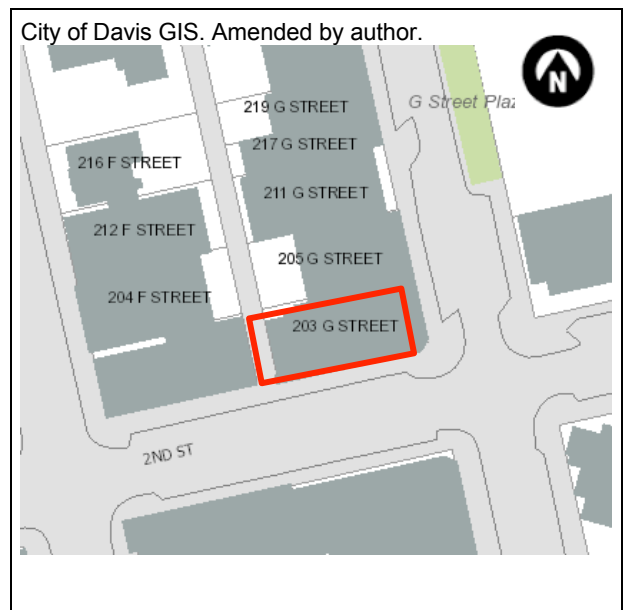 City of Davis GIS. Amended by author.
N
219 G STREET
G Street Plaz
217 G STREET
216 F STREET
211 G STREET
212 F STREET
205 G STREET
204 F STREET
203 G STREET
2ND ST